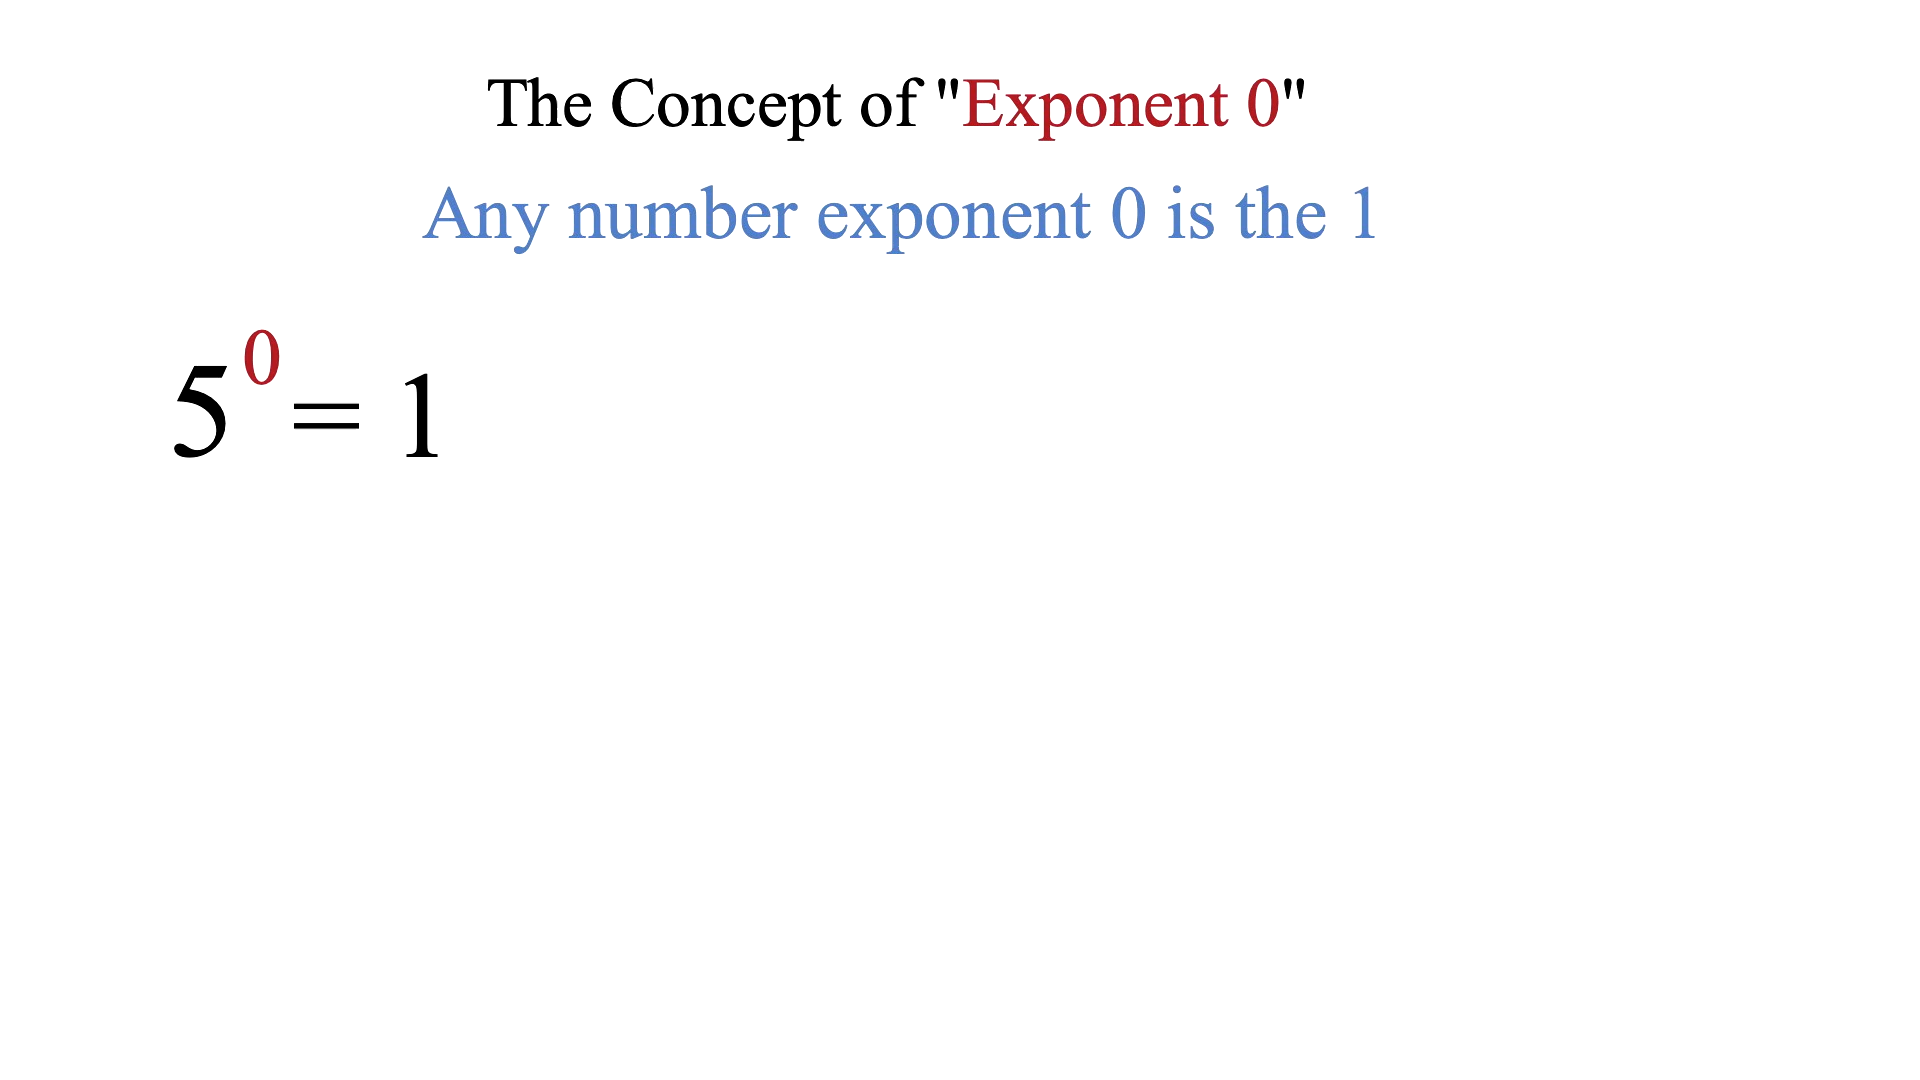 The Concept of "Exponent 0"
Any number exponent 0 is the 1
5⁰ = 1